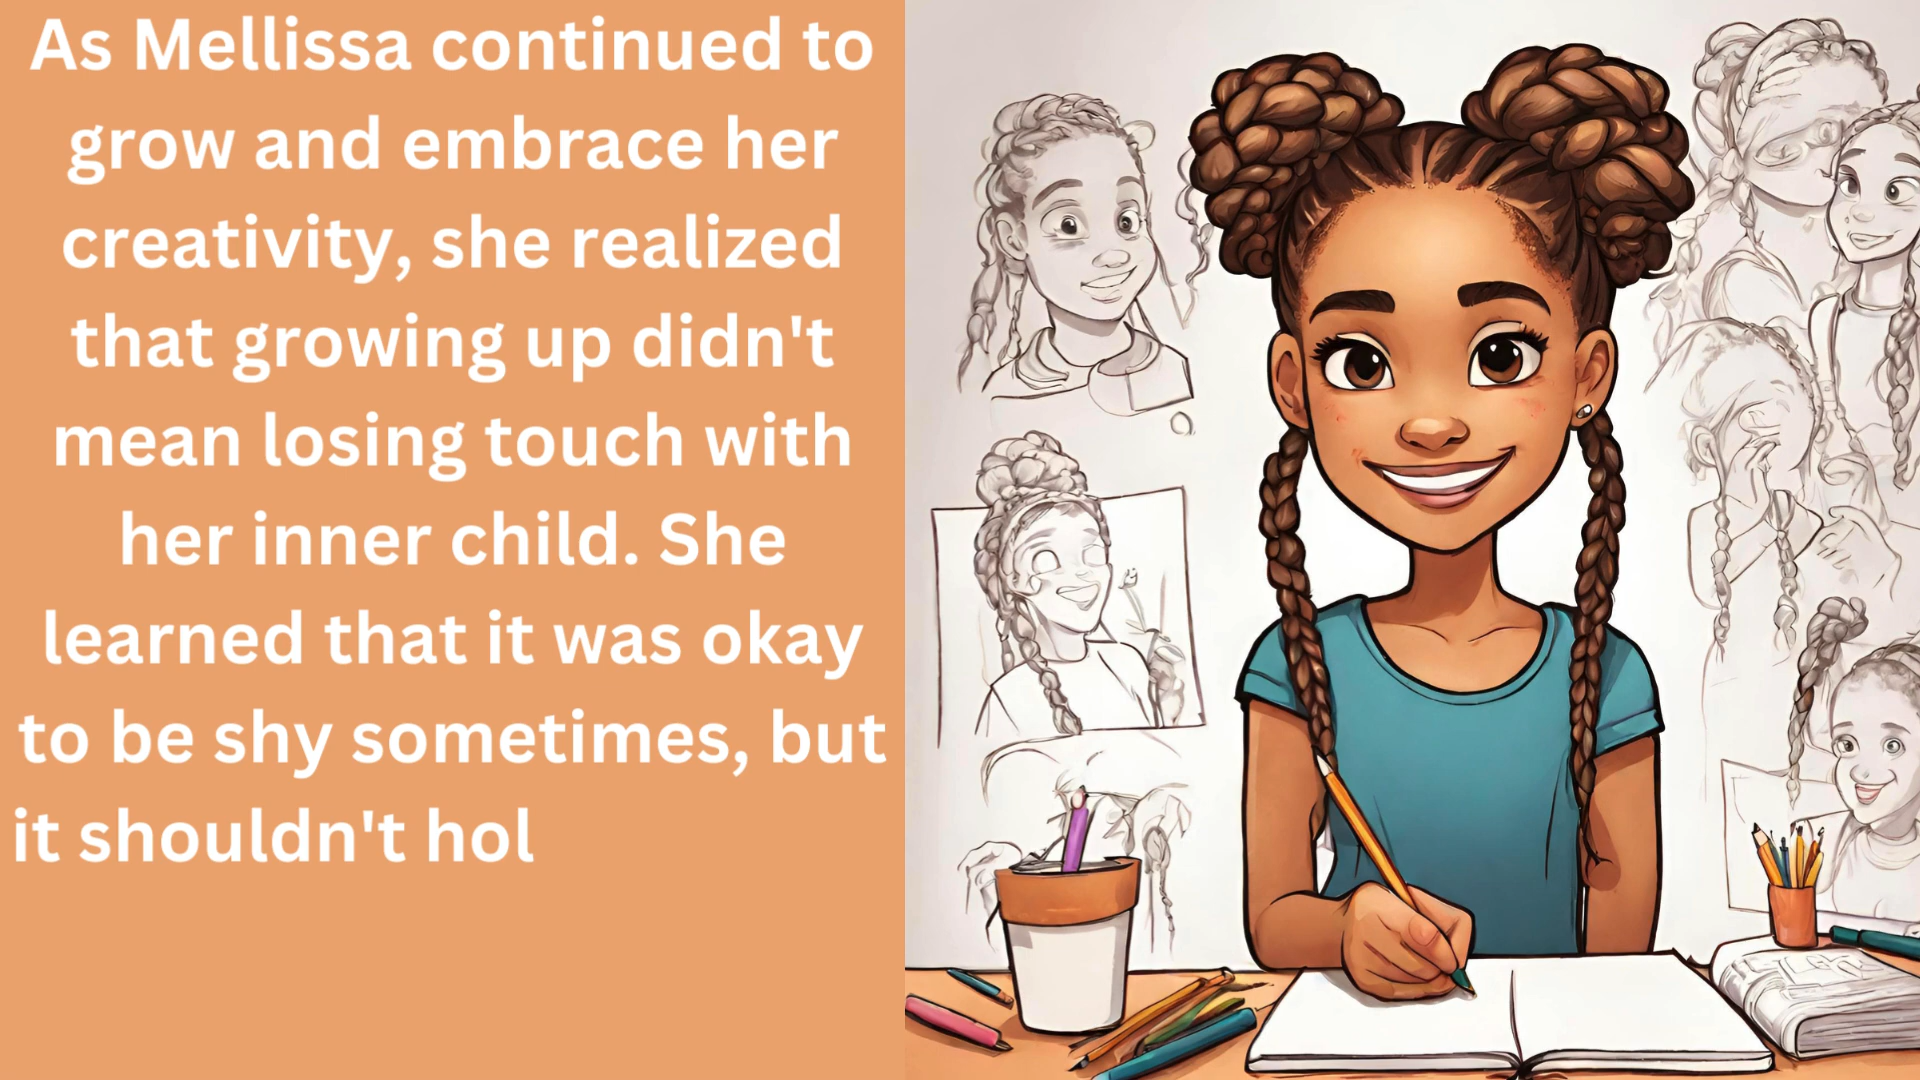 As Mellissa continued to
grow and embrace her
creativity, she realized
that growing up didn't
mean losing touch with
her inner child. She
learned that it was okay
to be shy sometimes, but
it shouldn't hol